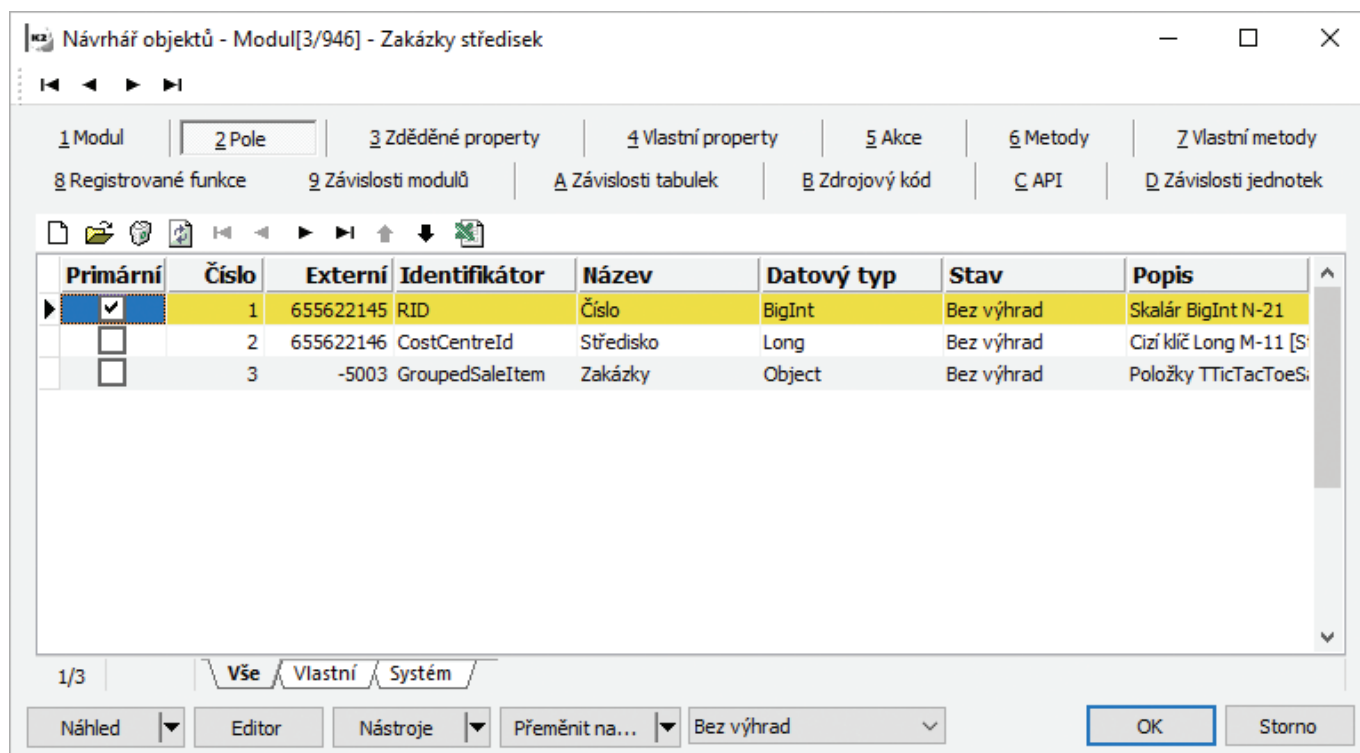 K2 Návrhář objektů - Modul[3/946] - Zakázky středisek
1 Modul 2 Pole 3 Zděděné property 4 Vlastní property 5 Akce 6 Metody 7 Vlastní metody
8 Registrované funkce 9 Závislosti modulů A Závislosti tabulek B Zdrojový kód C API D Závislosti jednotek
Primární Číslo Externí Identifikátor Název Datový typ Stav Popis
1 655622145 RID Číslo BigInt Bez výhrad Skalár BigInt N-21
2 655622146 CostCentreId Středisko Long Bez výhrad Cizí klíč Long M-11 [S
3 -5003 GroupedSaleItem Zakázky Object Bez výhrad Položky TTicTacToeSa
1/3 Vše Vlastní Systém
Náhled Editor Nástroje Přeměnit na... Bez výhrad OK Storno